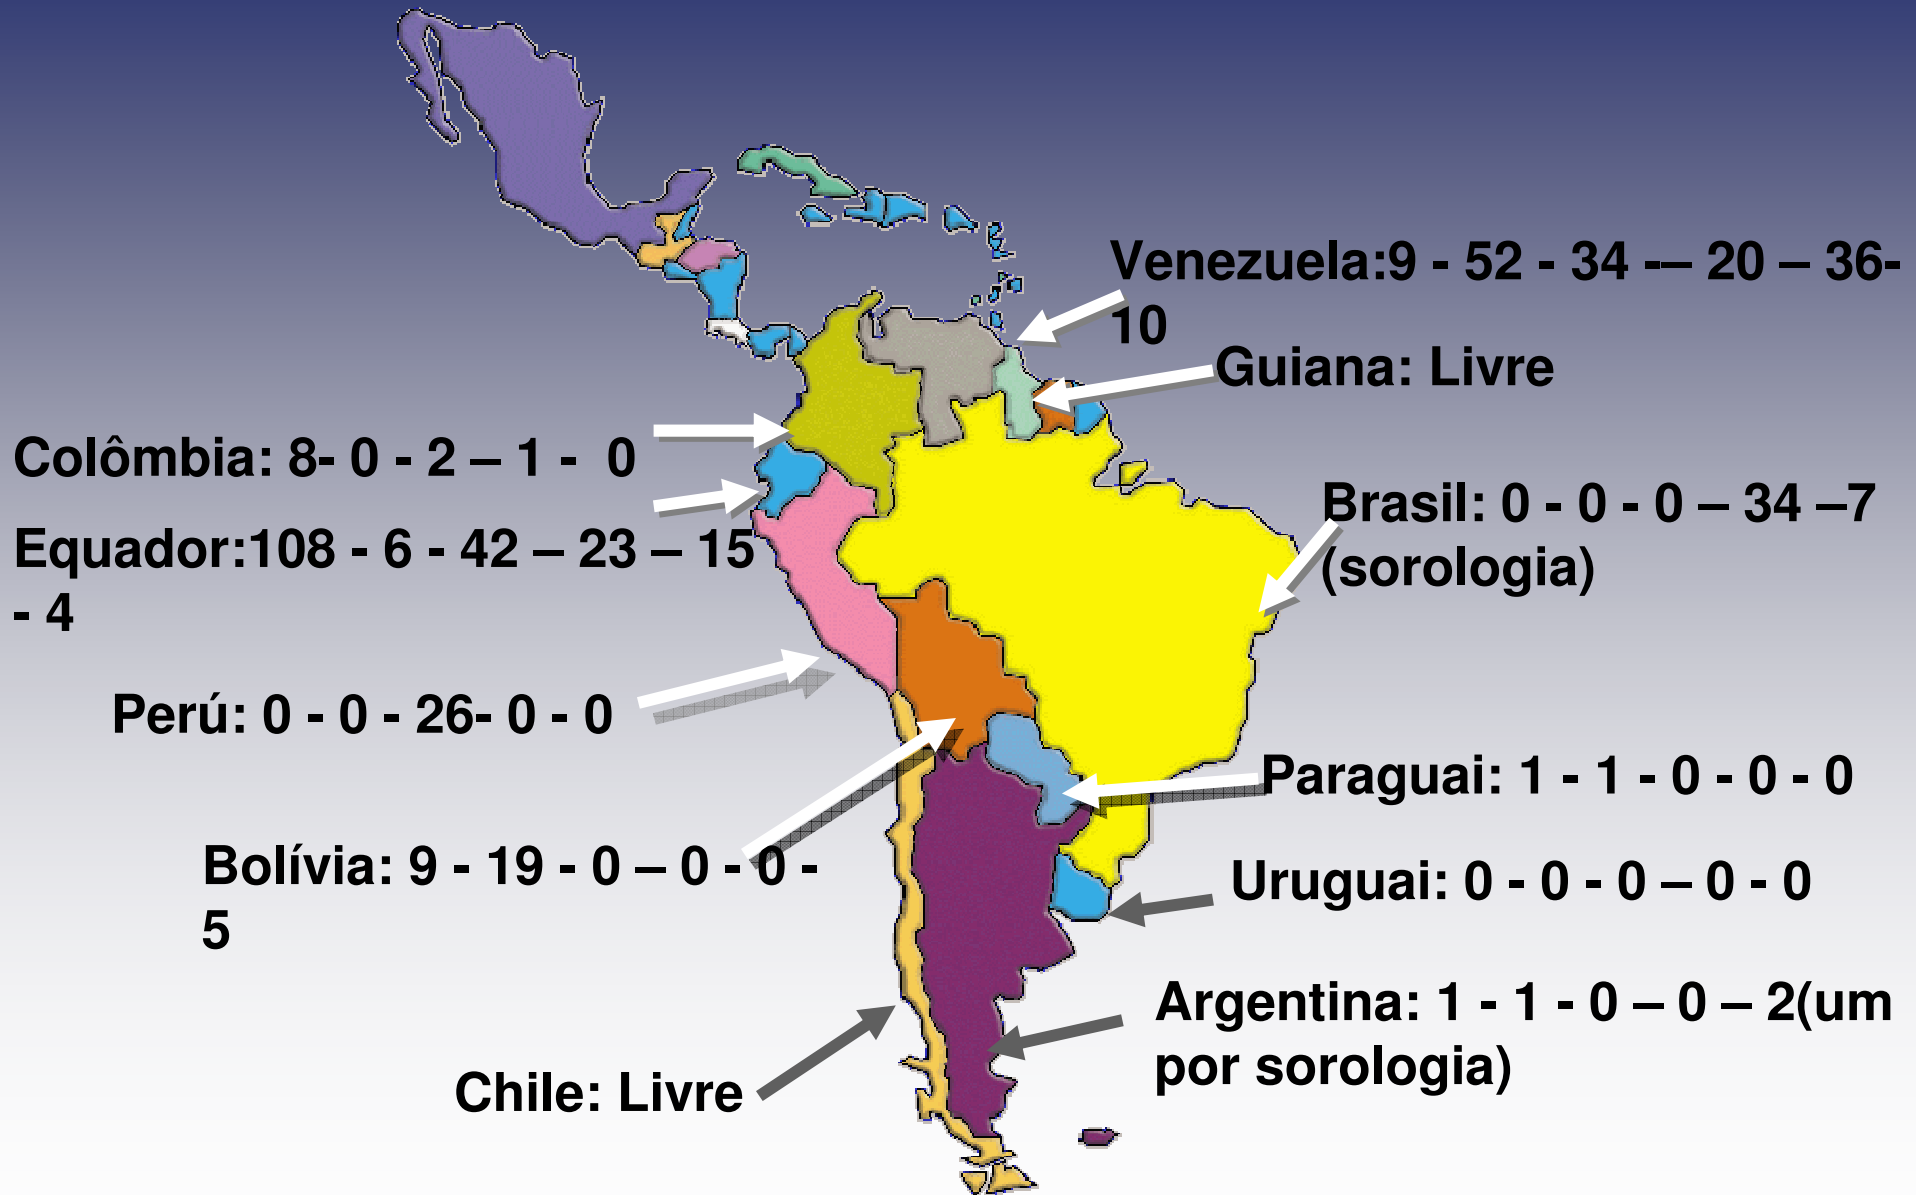 Venezuela:9 - 52 - 34 -– 20 – 36-
10
Guiana: Livre
Colômbia: 8- 0 - 2 – 1 - 0
Equador:108 - 6 - 42 – 23 – 15
- 4
Brasil: 0 - 0 - 0 – 34 –7
(sorologia)
Perú: 0 - 0 - 26- 0 - 0
Paraguai: 1 - 1 - 0 - 0 - 0
Bolívia: 9 - 19 - 0 – 0 - 0 -
5
Uruguai: 0 - 0 - 0 – 0 - 0
Argentina: 1 - 1 - 0 – 0 – 2(um
por sorologia)
Chile: Livre